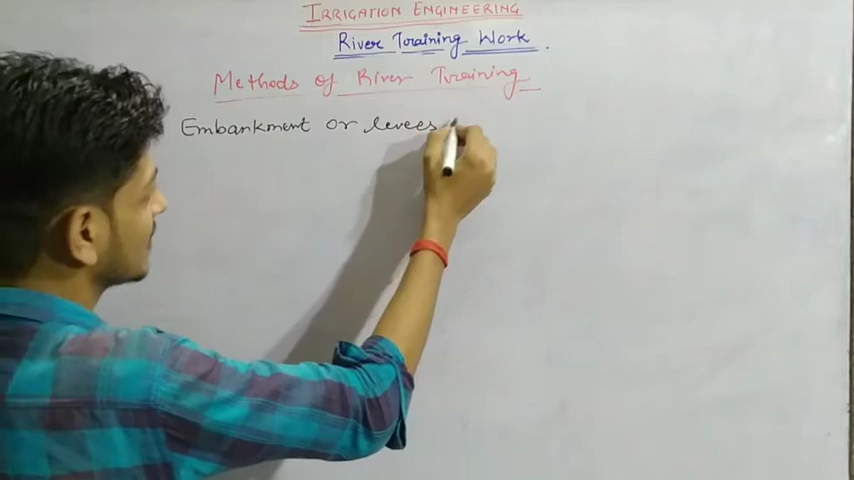 IRRIGATION ENGINEERING
River Training Work.
Methods of River Training
Embankment or levees